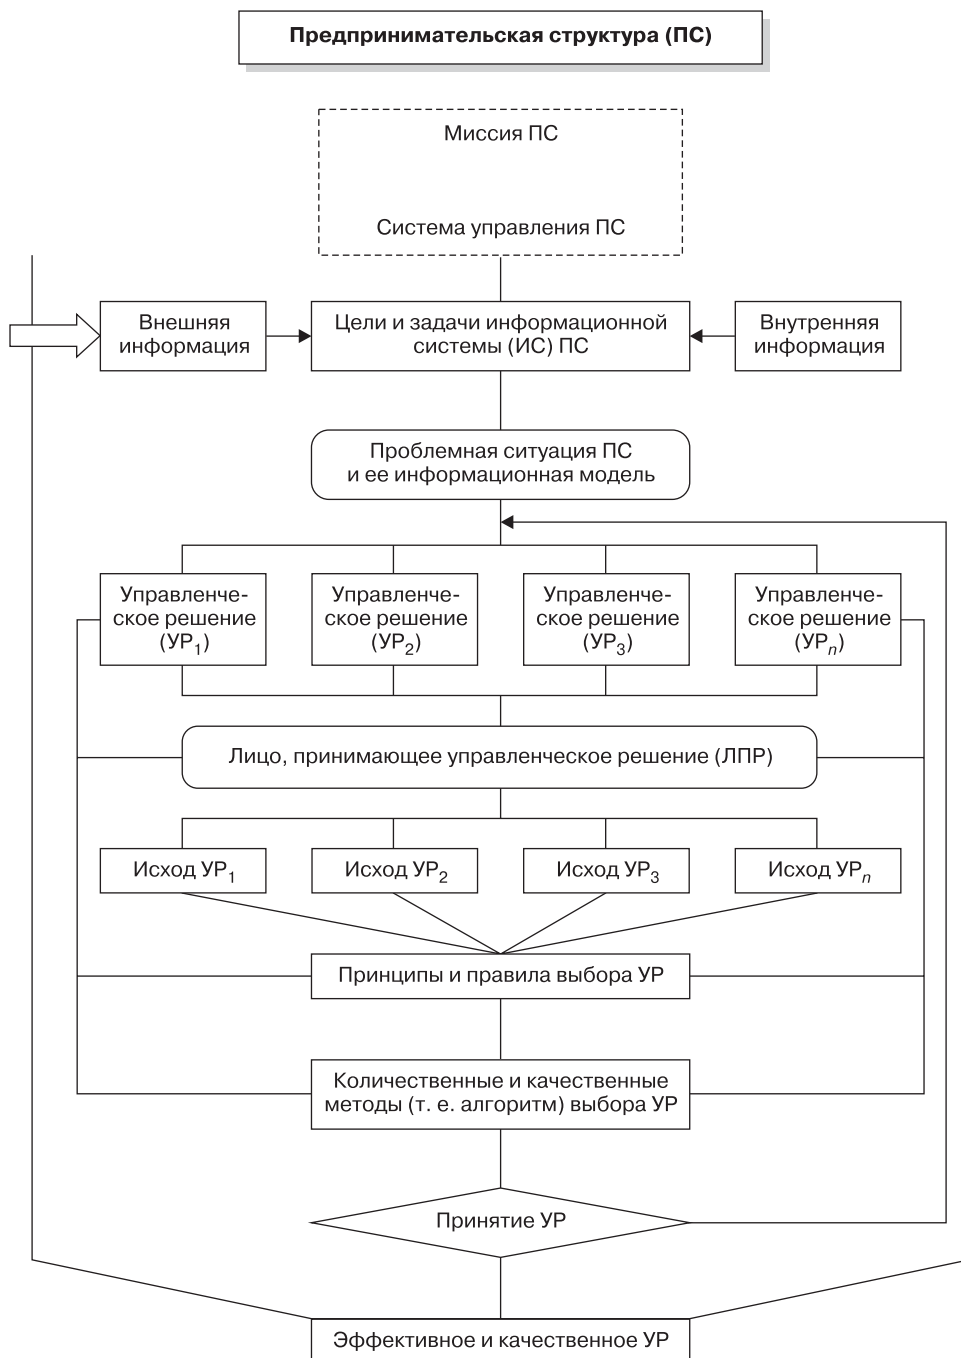 Предпринимательская структура (ПС)
Миссия ПС
Система управления ПС
Внешняя
информация
Цели и задачи информационной
системы (ИС) ПС
Внутренняя
информация
Проблемная ситуация ПС
и ее информационная модель
Управленче-
ское решение
(УР1)
Управленче-
ское решение
(УР2)
Управленче-
ское решение
(УР3)
Управленче-
ское решение
(УРn)
Лицо, принимающее управленческое решение (ЛПР)
Исход УР1
Исход УР2
Исход УР3
Исход УРn
Принципы и правила выбора УР
Количественные и качественные
методы (т. е. алгоритм) выбора УР
Принятие УР
Эффективное и качественное УР